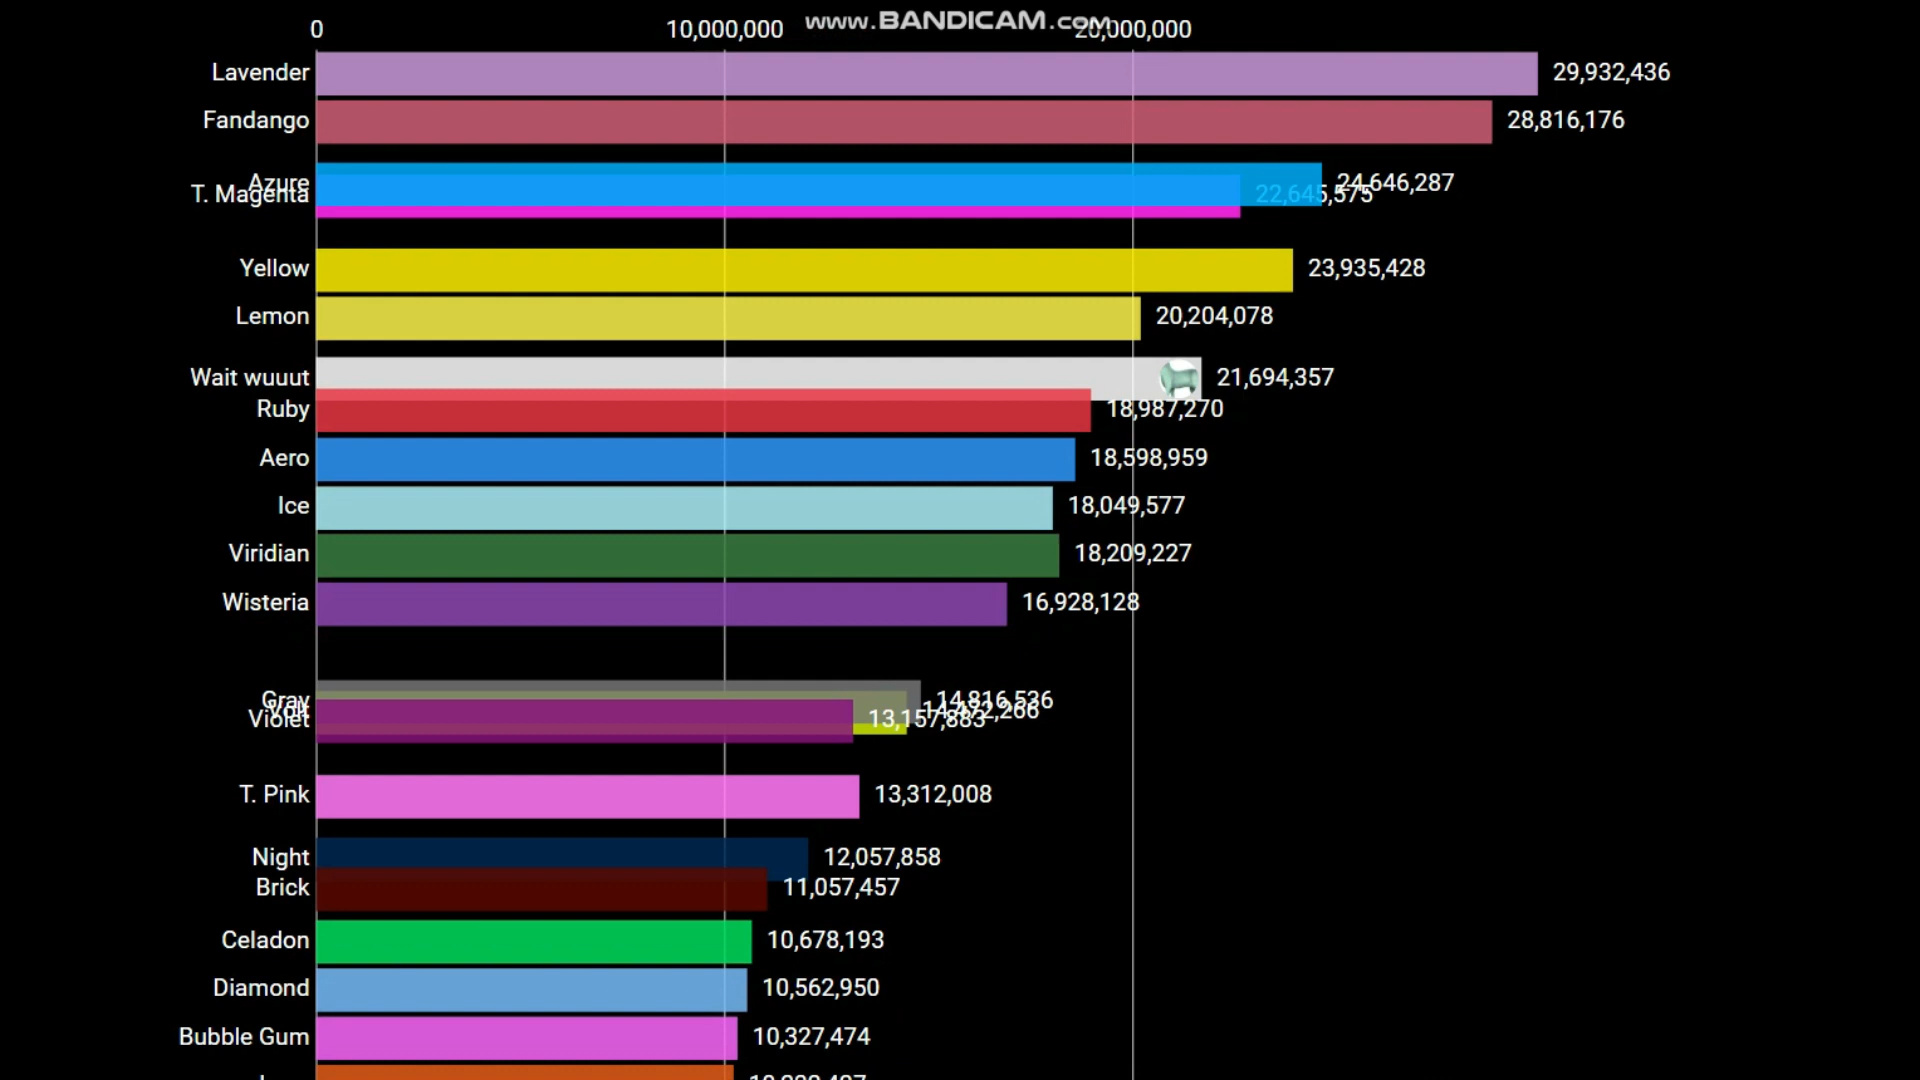 0 10,000,000 20,000,000
www.BANDICAM.com
Lavender 29,932,436
Fandango 28,816,176
Azure 24,646,287
T. Magenta 22,645,575
Yellow 23,935,428
Lemon 20,204,078
Wait wuuut 21,694,357
Ruby 18,987,270
Aero 18,598,959
Ice 18,049,577
Viridian 18,209,227
Wisteria 16,928,128
Gray 14,816,536
Violet 13,157,883
T. Pink 13,312,008
Night 12,057,858
Brick 11,057,457
Celadon 10,678,193
Diamond 10,562,950
Bubble Gum 10,327,474